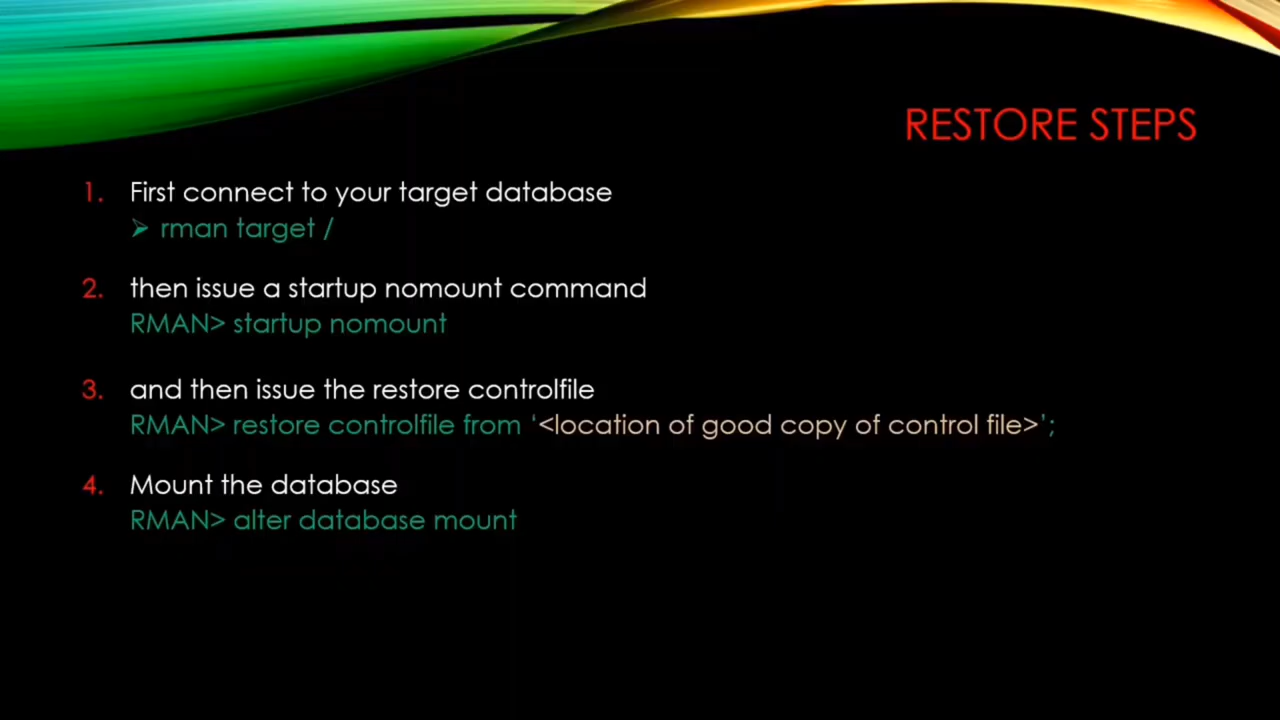 RESTORE STEPS
1. First connect to your target database
➢ rman target /
2. then issue a startup nomount command
RMAN> startup nomount
3. and then issue the restore controlfile
RMAN> restore controlfile from ‘<location of good copy of control file>’;
4. Mount the database
RMAN> alter database mount